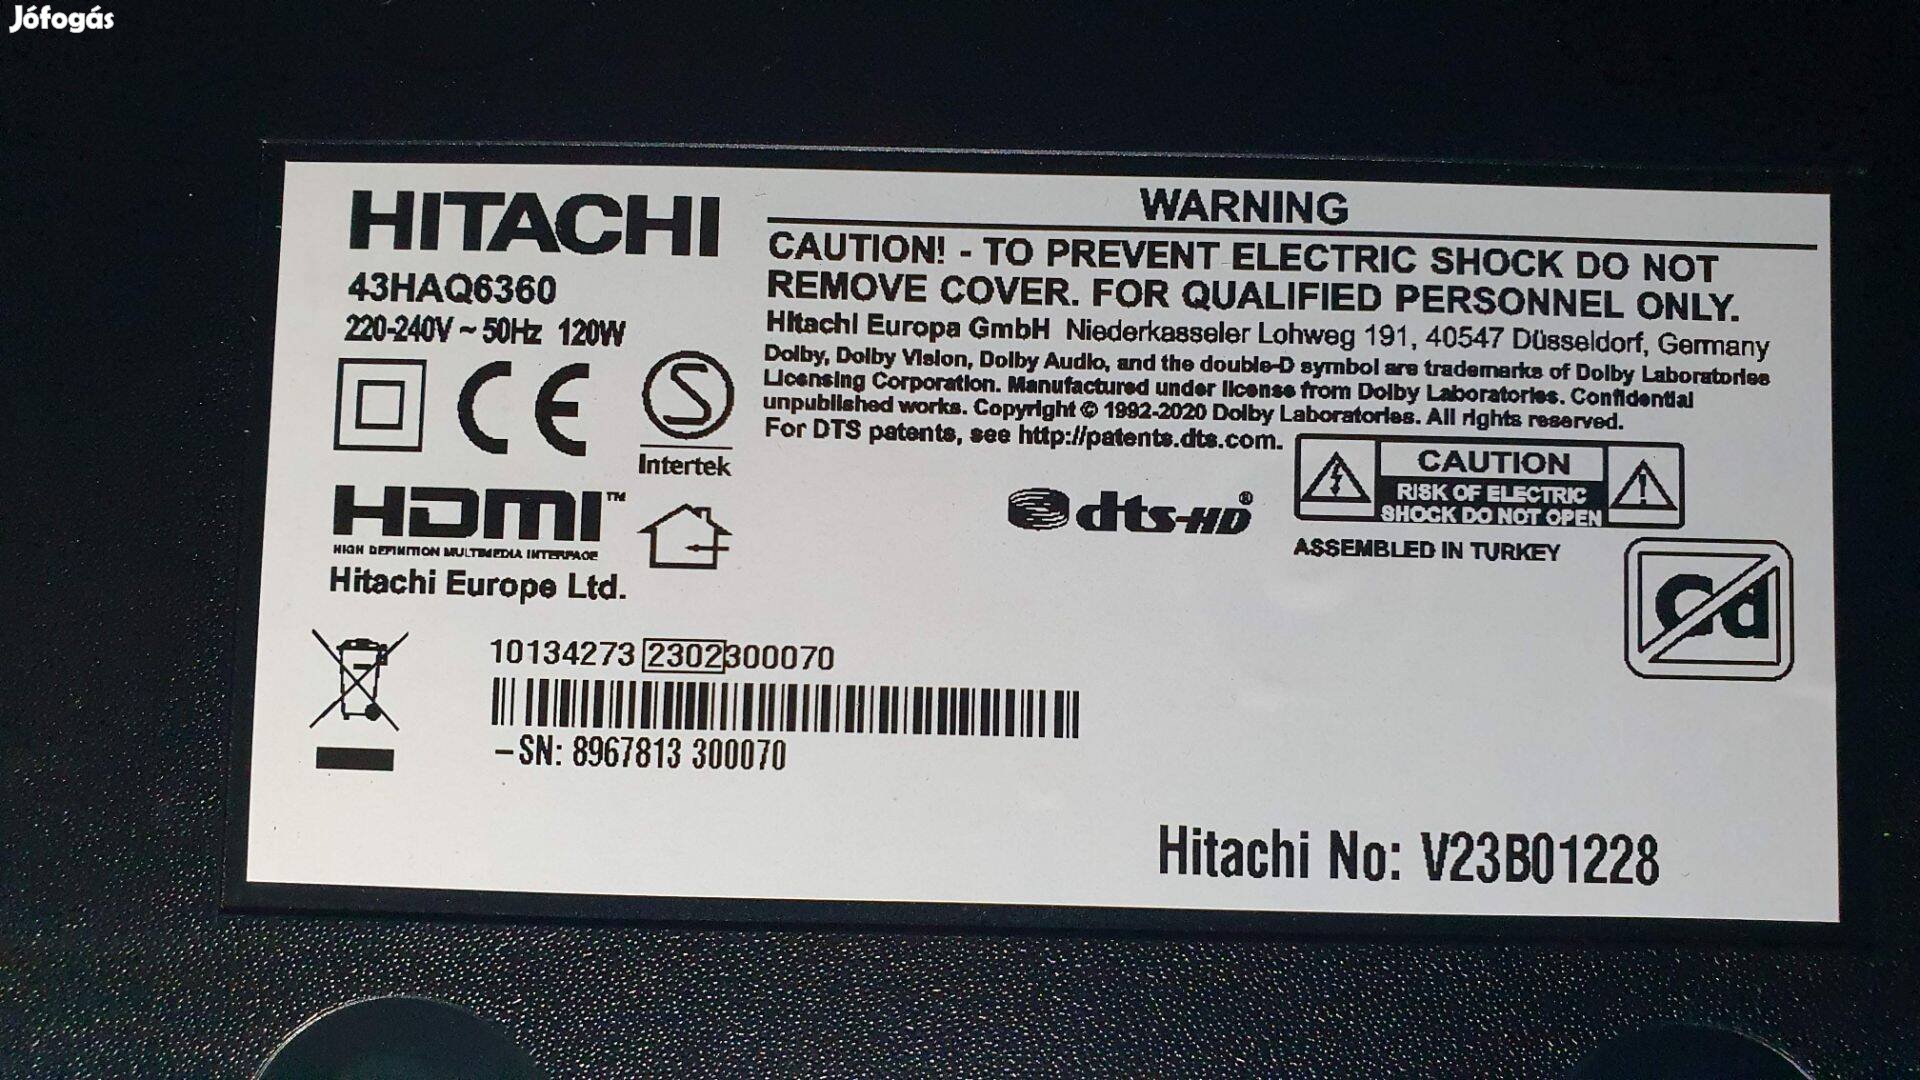 Jófogás
HITACHI
43HAQ6360
220-240V ~ 50Hz 120W
CE
S
Intertek
HDMI™
HIGH DEFINITION MULTIMEDIA INTERFACE
Hitachi Europe Ltd.
WARNING
CAUTION! - TO PREVENT ELECTRIC SHOCK DO NOT
REMOVE COVER. FOR QUALIFIED PERSONNEL ONLY.
Hitachi Europa GmbH Niederkasseler Lohweg 191, 40547 Düsseldorf, Germany
Dolby, Dolby Vision, Dolby Audio, and the double-D symbol are trademarks of Dolby Laboratories
Licensing Corporation. Manufactured under license from Dolby Laboratories. Confidential
unpublished works. Copyright © 1992-2020 Dolby Laboratories. All rights reserved.
For DTS patents, see http://patents.dts.com.
dts-HD®
CAUTION
RISK OF ELECTRIC
SHOCK DO NOT OPEN
ASSEMBLED IN TURKEY
Cd
10134273 2302300070
–SN: 8967813 300070
Hitachi No: V23B01228